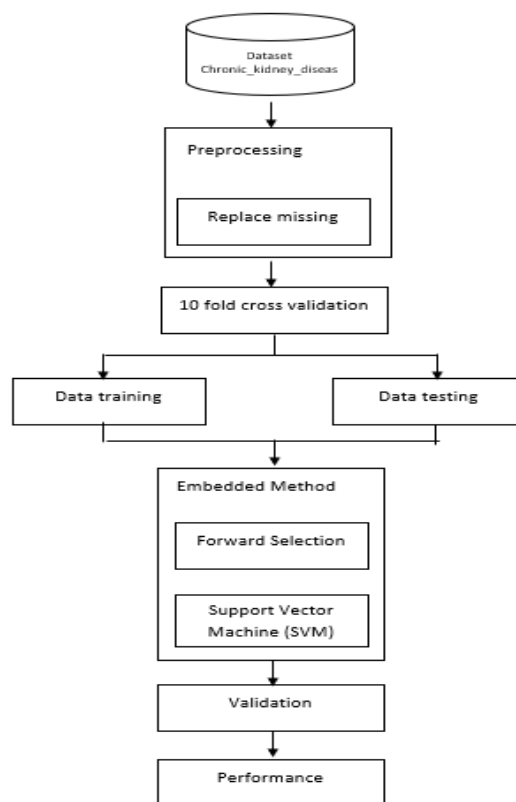 Dataset
Chronic_kidney_diseas
Preprocessing
Replace missing
10 fold cross validation
Data training
Data testing
Embedded Method
Forward Selection
Support Vector
Machine (SVM)
Validation
Performance